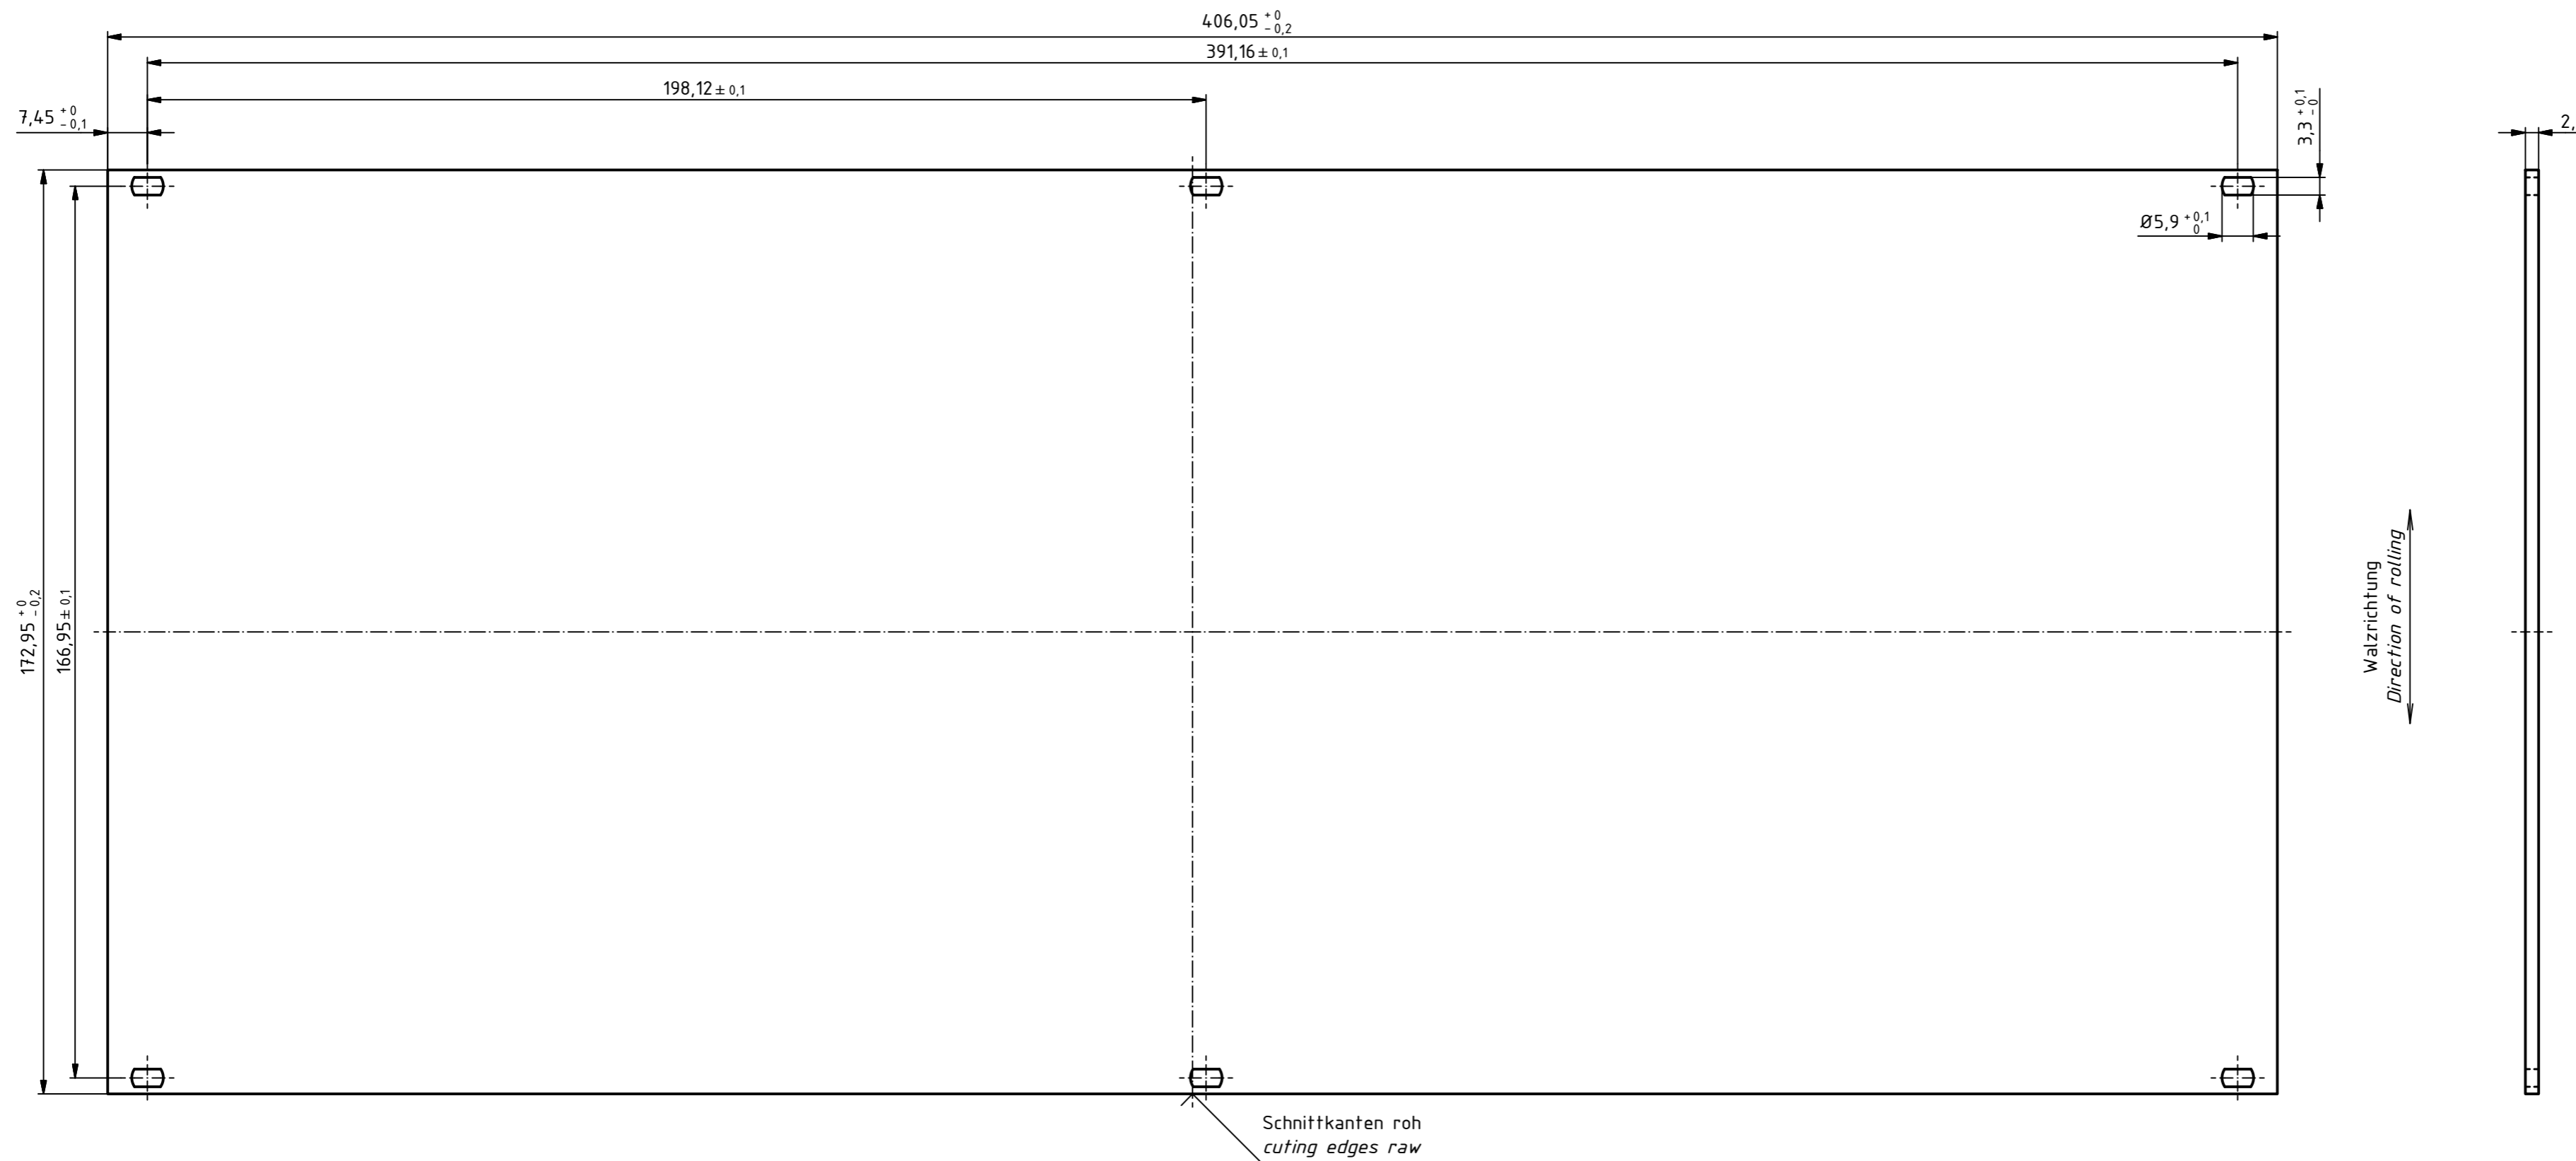 406,05 +0 -0,2
391,16 ± 0,1
198,12 ± 0,1
7,45 +0 -0,1
3,3 +0,1 -0
2,
Ø5,9 +0,1 0
172,95 +0 -0,2
166,95 ± 0,1
Walzrichtung
Direction of rolling
Schnittkanten roh
cuting edges raw